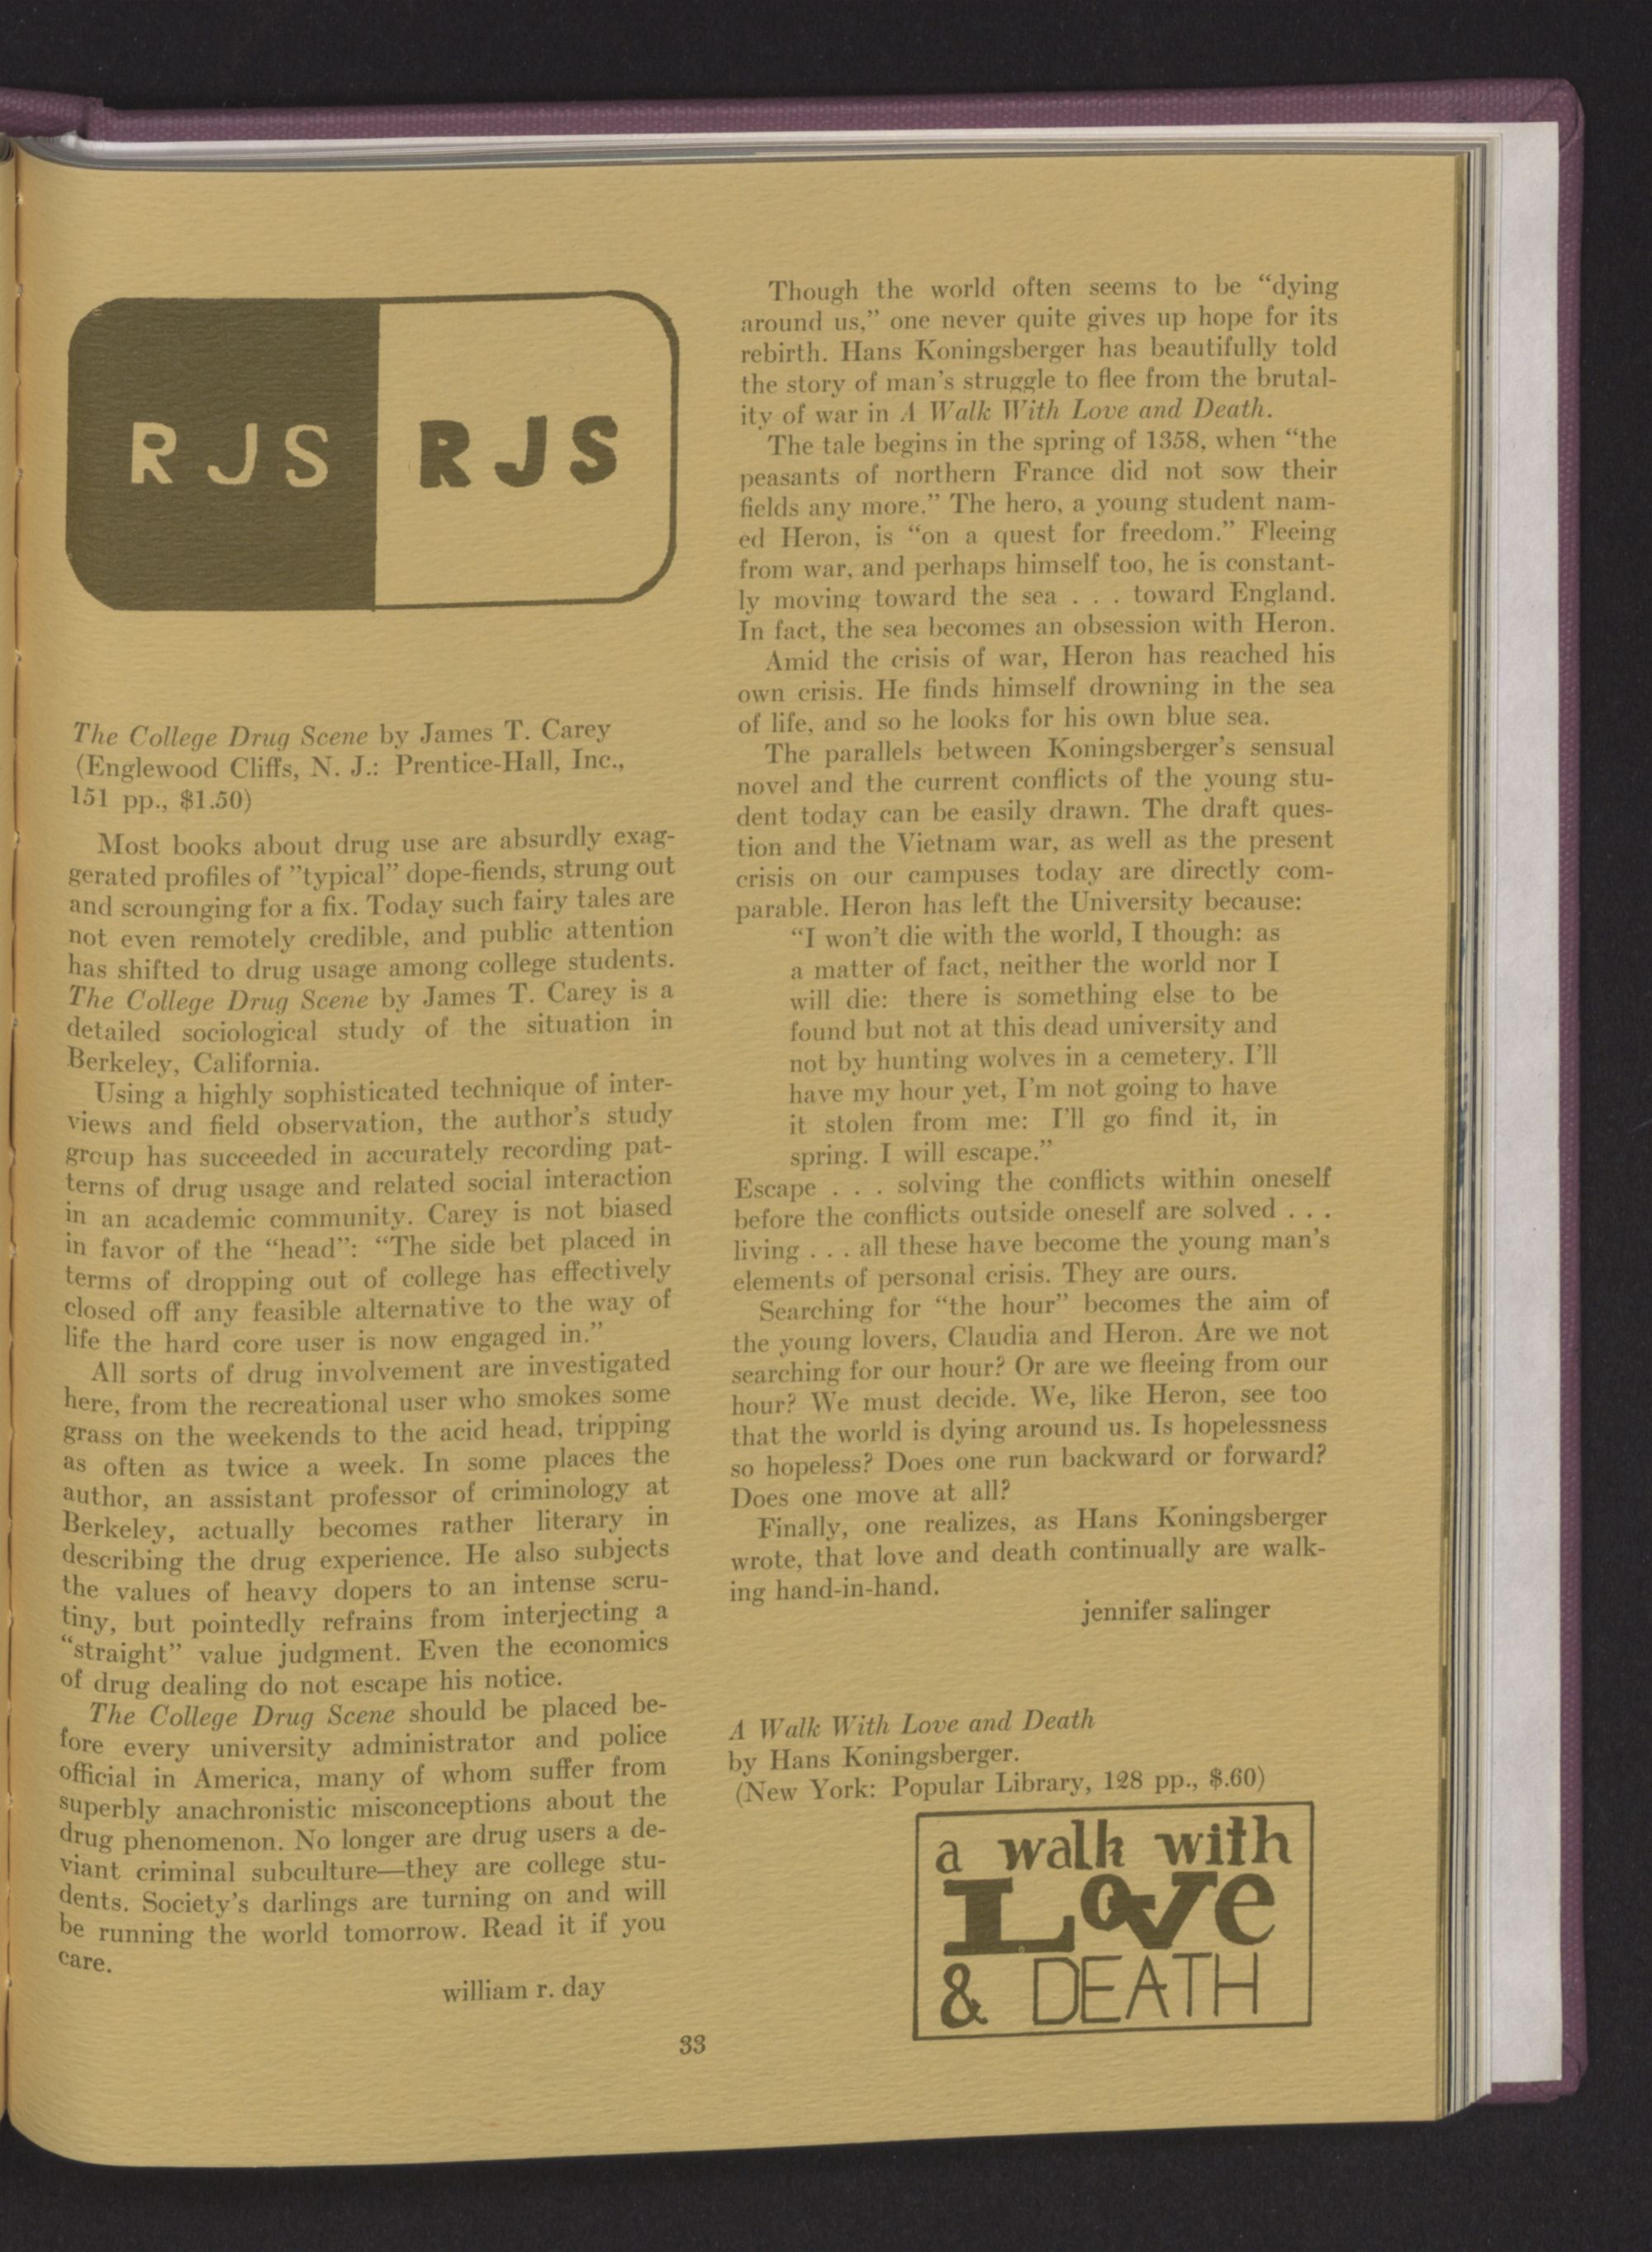 RJS RJS
The College Drug Scene by James T. Carey
(Englewood Cliffs, N. J.: Prentice-Hall, Inc.,
151 pp., $1.50)
Most books about drug use are absurdly exag-
gerated profiles of ”typical” dope-fiends, strung out
and scrounging for a fix. Today such fairy tales are
not even remotely credible, and public attention
has shifted to drug usage among college students.
The College Drug Scene by James T. Carey is a
detailed sociological study of the situation in
Berkeley, California.
Using a highly sophisticated technique of inter-
views and field observation, the author's study
group has succeeded in accurately recording pat-
terns of drug usage and related social interaction
in an academic community. Carey is not biased
in favor of the “head”: “The side bet placed in
terms of dropping out of college has effectively
closed off any feasible alternative to the way of
life the hard core user is now engaged in.”
All sorts of drug involvement are investigated
here, from the recreational user who smokes some
grass on the weekends to the acid head, tripping
as often as twice a week. In some places the
author, an assistant professor of criminology at
Berkeley, actually becomes rather literary in
describing the drug experience. He also subjects
the values of heavy dopers to an intense scru-
tiny, but pointedly refrains from interjecting a
“straight” value judgment. Even the economics
of drug dealing do not escape his notice.
The College Drug Scene should be placed be-
fore every university administrator and police
official in America, many of whom suffer from
superbly anachronistic misconceptions about the
drug phenomenon. No longer are drug users a de-
viant criminal subculture—they are college stu-
dents. Society's darlings are turning on and will
be running the world tomorrow. Read it if you
care.
william r. day
Though the world often seems to be “dying
around us,” one never quite gives up hope for its
rebirth. Hans Koningsberger has beautifully told
the story of man's struggle to flee from the brutal-
ity of war in A Walk With Love and Death.
The tale begins in the spring of 1358, when “the
peasants of northern France did not sow their
fields any more.” The hero, a young student nam-
ed Heron, is “on a quest for freedom.” Fleeing
from war, and perhaps himself too, he is constant-
ly moving toward the sea . . . toward England.
In fact, the sea becomes an obsession with Heron.
Amid the crisis of war, Heron has reached his
own crisis. He finds himself drowning in the sea
of life, and so he looks for his own blue sea.
The parallels between Koningsberger's sensual
novel and the current conflicts of the young stu-
dent today can be easily drawn. The draft ques-
tion and the Vietnam war, as well as the present
crisis on our campuses today are directly com-
parable. Heron has left the University because:
“I won't die with the world, I though: as
a matter of fact, neither the world nor I
will die: there is something else to be
found but not at this dead university and
not by hunting wolves in a cemetery. I'll
have my hour yet, I'm not going to have
it stolen from me: I'll go find it, in
spring. I will escape.”
Escape . . . solving the conflicts within oneself
before the conflicts outside oneself are solved . . .
living . . . all these have become the young man's
elements of personal crisis. They are ours.
Searching for “the hour” becomes the aim of
the young lovers, Claudia and Heron. Are we not
searching for our hour? Or are we fleeing from our
hour? We must decide. We, like Heron, see too
that the world is dying around us. Is hopelessness
so hopeless? Does one run backward or forward?
Does one move at all?
Finally, one realizes, as Hans Koningsberger
wrote, that love and death continually are walk-
ing hand-in-hand.
jennifer salinger
A Walk With Love and Death
by Hans Koningsberger.
(New York: Popular Library, 128 pp., $.60)
a walk with
Love
& DEATH
33